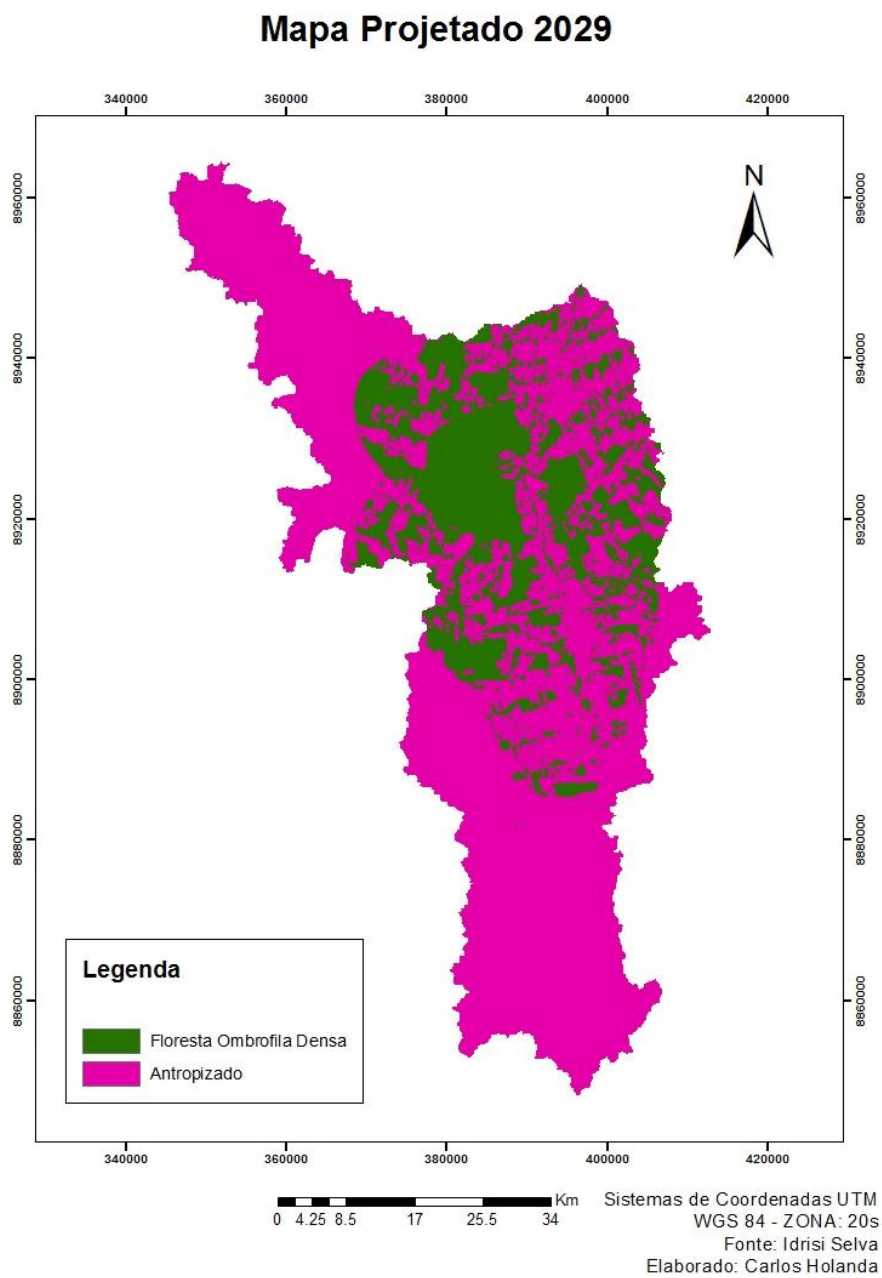 Mapa Projetado 2029
340000 360000 380000 400000 420000
N
8960000 8960000
8940000 8940000
8920000 8920000
8900000 8900000
8880000 8880000
8860000 8860000
Legenda
Floresta Ombrofila Densa
Antropizado
340000 360000 380000 400000 420000
Km
0 4.25 8.5 17 25.5 34
Sistemas de Coordenadas UTM
WGS 84 - ZONA: 20s
Fonte: Idrisi Selva
Elaborado: Carlos Holanda